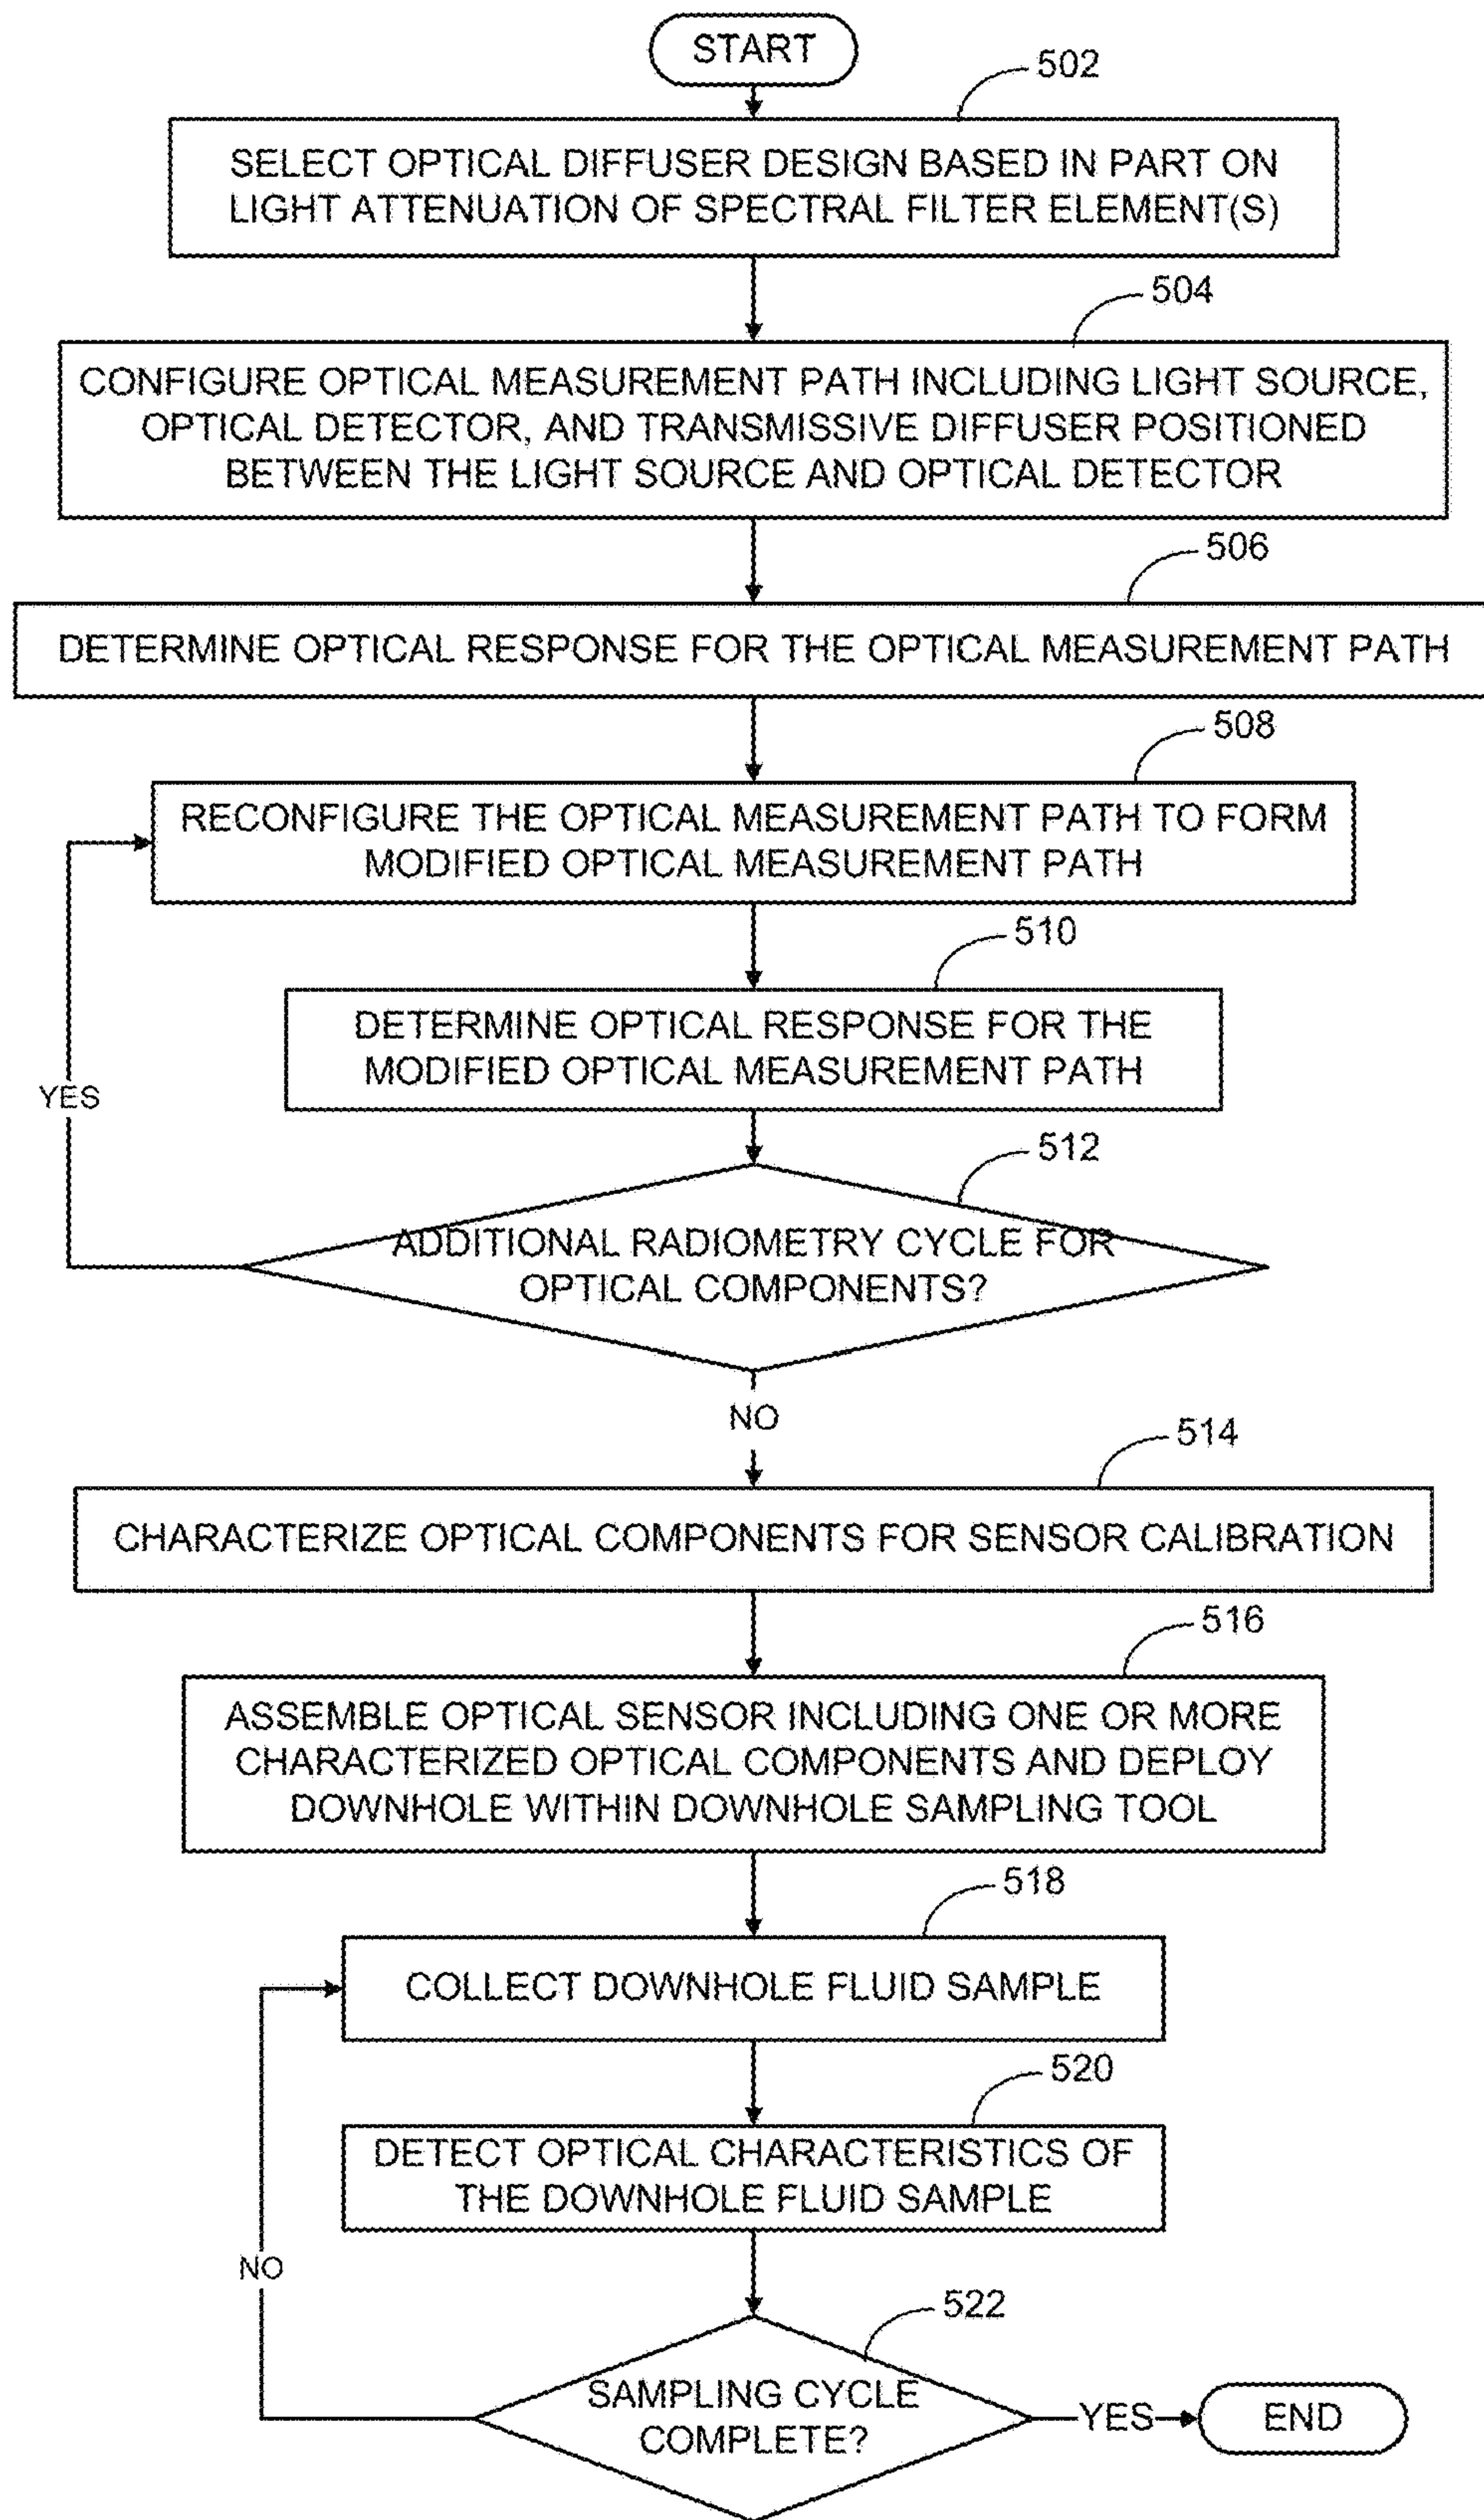 START
502
SELECT OPTICAL DIFFUSER DESIGN BASED IN PART ON
LIGHT ATTENUATION OF SPECTRAL FILTER ELEMENT(S)
504
CONFIGURE OPTICAL MEASUREMENT PATH INCLUDING LIGHT SOURCE,
OPTICAL DETECTOR, AND TRANSMISSIVE DIFFUSER POSITIONED
BETWEEN THE LIGHT SOURCE AND OPTICAL DETECTOR
506
DETERMINE OPTICAL RESPONSE FOR THE OPTICAL MEASUREMENT PATH
508
RECONFIGURE THE OPTICAL MEASUREMENT PATH TO FORM
MODIFIED OPTICAL MEASUREMENT PATH
510
DETERMINE OPTICAL RESPONSE FOR THE
MODIFIED OPTICAL MEASUREMENT PATH
YES
512
ADDITIONAL RADIOMETRY CYCLE FOR
OPTICAL COMPONENTS?
NO
514
CHARACTERIZE OPTICAL COMPONENTS FOR SENSOR CALIBRATION
516
ASSEMBLE OPTICAL SENSOR INCLUDING ONE OR MORE
CHARACTERIZED OPTICAL COMPONENTS AND DEPLOY
DOWNHOLE WITHIN DOWNHOLE SAMPLING TOOL
518
COLLECT DOWNHOLE FLUID SAMPLE
520
DETECT OPTICAL CHARACTERISTICS OF
THE DOWNHOLE FLUID SAMPLE
NO
522
SAMPLING CYCLE
COMPLETE?
YES
END